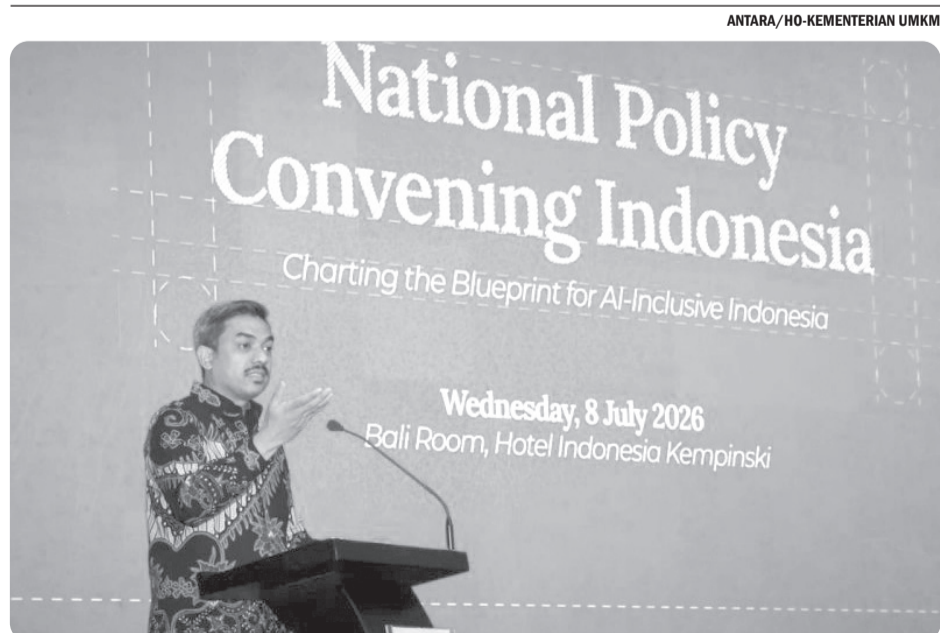 ANTARA/HO-KEMENTERIAN UMKM
National Policy
Convening Indonesia
Charting the Blueprint for AI-Inclusive Indonesia
Wednesday, 8 July 2026
Bali Room, Hotel Indonesia Kempinski